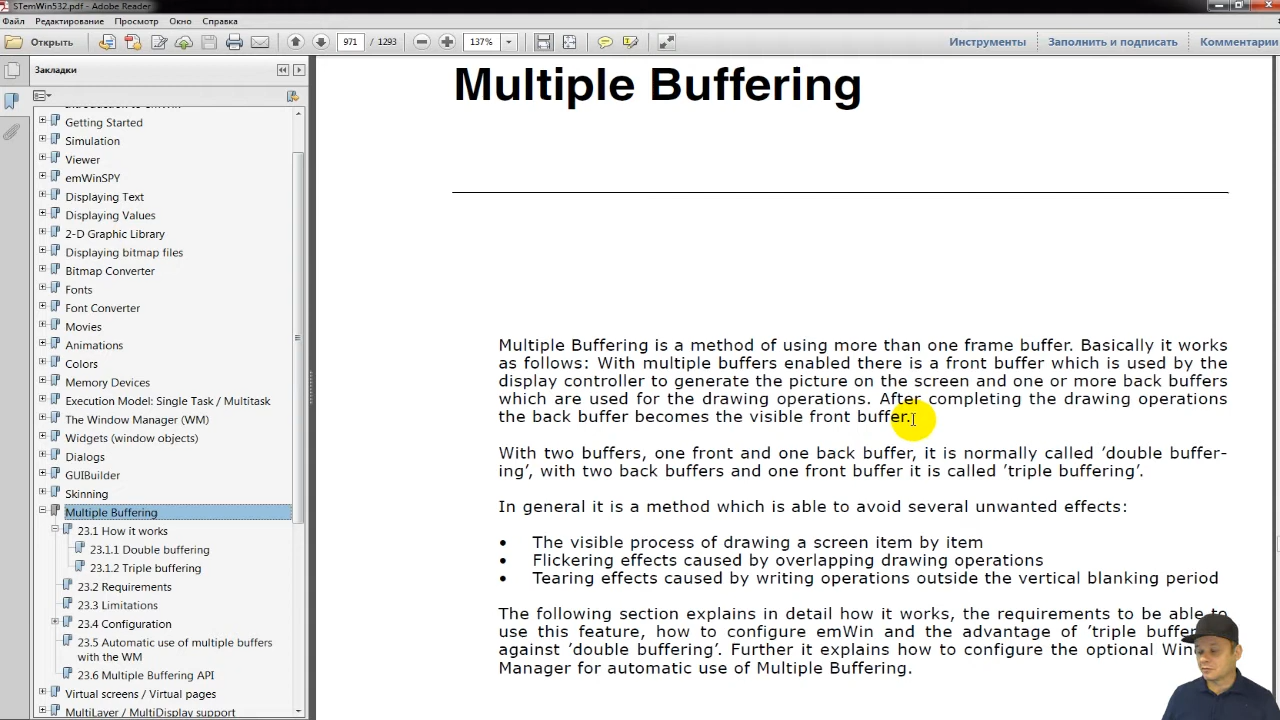 STemWin532.pdf - Adobe Reader
Файл Редактирование Просмотр Окно Справка
Открыть 971 / 1293 137% Инструменты Заполнить и подписать Комментарии
Закладки
Getting Started
Simulation
Viewer
emWinSPY
Displaying Text
Displaying Values
2-D Graphic Library
Displaying bitmap files
Bitmap Converter
Fonts
Font Converter
Movies
Animations
Colors
Memory Devices
Execution Model: Single Task / Multitask
The Window Manager (WM)
Widgets (window objects)
Dialogs
GUIBuilder
Skinning
Multiple Buffering
23.1 How it works
23.1.1 Double buffering
23.1.2 Triple buffering
23.2 Requirements
23.3 Limitations
23.4 Configuration
23.5 Automatic use of multiple buffers
with the WM
23.6 Multiple Buffering API
Virtual screens / Virtual pages
MultiLayer / MultiDisplay support
Multiple Buffering
Multiple Buffering is a method of using more than one frame buffer. Basically it works
as follows: With multiple buffers enabled there is a front buffer which is used by the
display controller to generate the picture on the screen and one or more back buffers
which are used for the drawing operations. After completing the drawing operations
the back buffer becomes the visible front buffer.
With two buffers, one front and one back buffer, it is normally called ’double buffer-
ing’, with two back buffers and one front buffer it is called ’triple buffering’.
In general it is a method which is able to avoid several unwanted effects:
• The visible process of drawing a screen item by item
• Flickering effects caused by overlapping drawing operations
• Tearing effects caused by writing operations outside the vertical blanking period
The following section explains in detail how it works, the requirements to be able to
use this feature, how to configure emWin and the advantage of ’triple buffer
against ’double buffering’. Further it explains how to configure the optional Win
Manager for automatic use of Multiple Buffering.